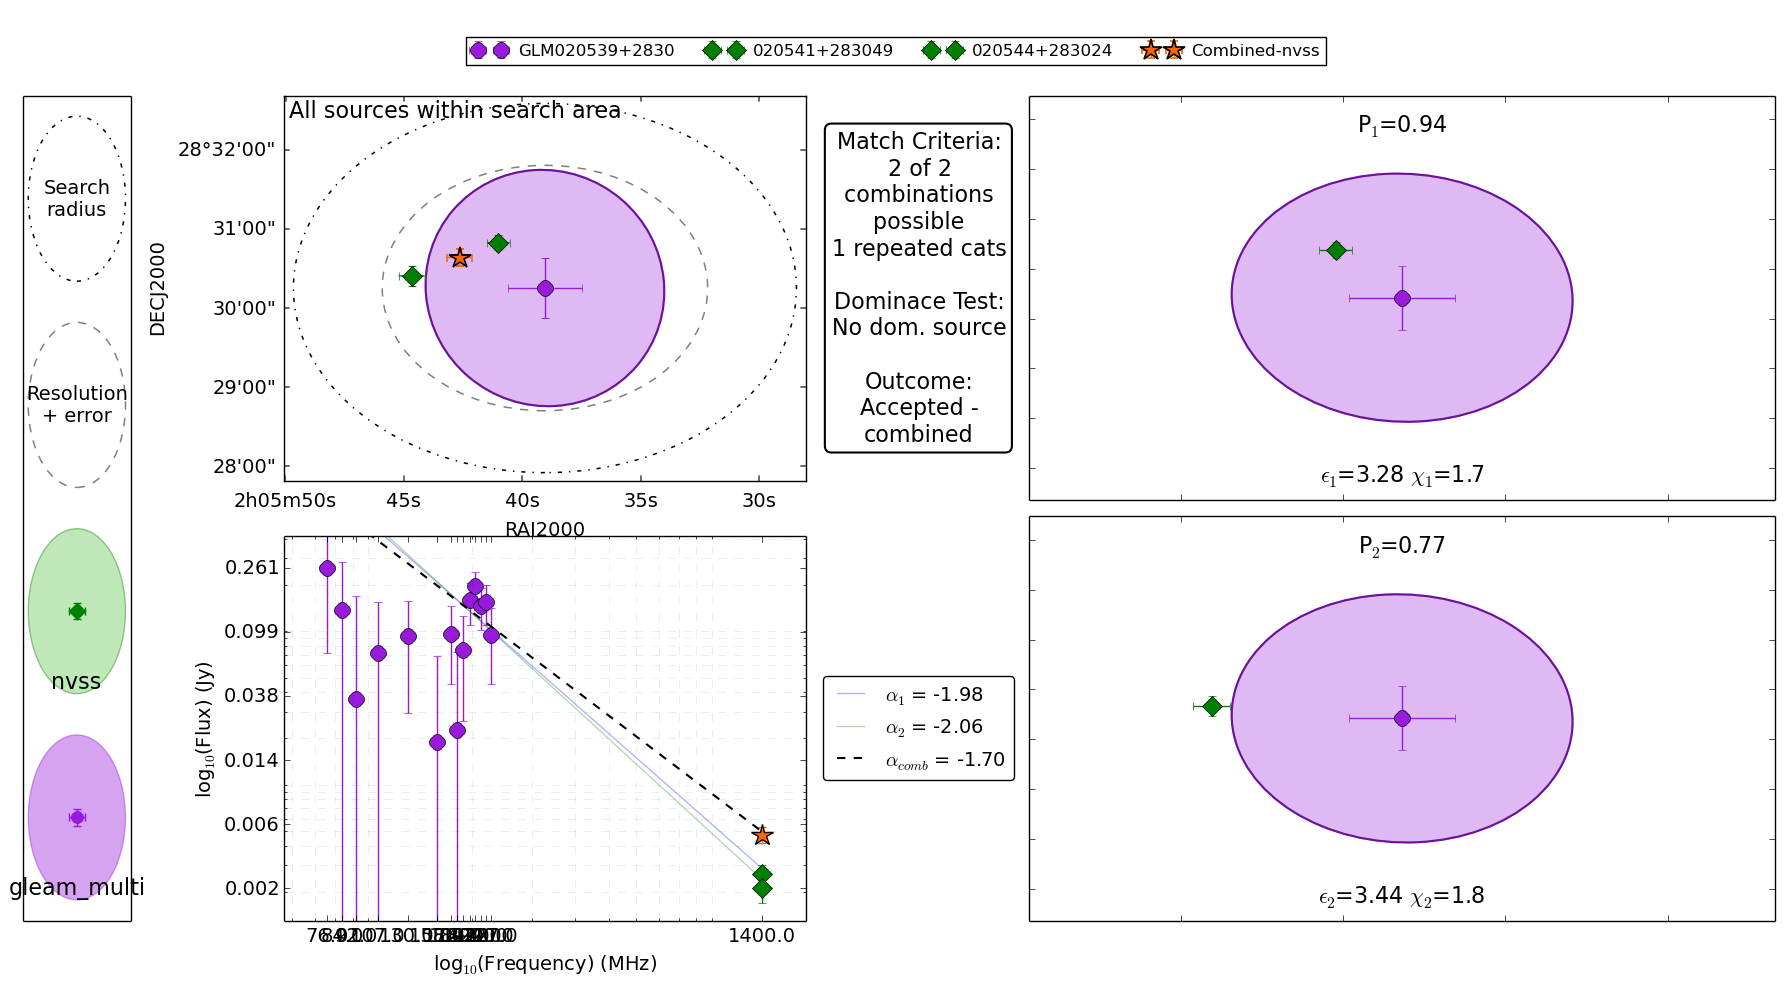 GLM020539+2830
020541+283049
020544+283024
Combined-nvss
Search
radius
Resolution
+ error
nvss
gleam_multi
All sources within search area
DECJ2000
28°32'00"
31'00"
30'00"
29'00"
28'00"
2h05m50s
45s
40s
35s
30s
RAJ2000
Match Criteria:
2 of 2
combinations
possible
1 repeated cats
Dominace Test:
No dom. source
Outcome:
Accepted -
combined
P1=0.94
ϵ1=3.28 χ1=1.7
P2=0.77
ϵ2=3.44 χ2=1.8
log10(Flux) (Jy)
0.261
0.099
0.038
0.014
0.006
0.002
1400.0
log10(Frequency) (MHz)
α1 = -1.98
α2 = -2.06
αcomb = -1.70